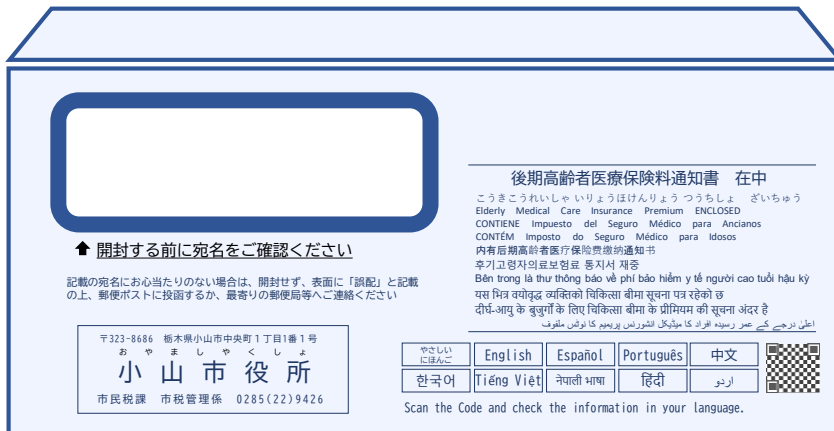 後期高齢者医療保険料通知書　在中
こうきこうれいしゃ いりょうほけんりょう つうちしょ　ざいちゅう
Elderly Medical Care Insurance Premium ENCLOSED
CONTIENE Impuesto del Seguro Médico para Ancianos
CONTÉM Imposto do Seguro Médico para Idosos
内有后期高龄者医疗保险费缴纳通知书
후기고령자의료보험료 통지서 재중
Bên trong là thư thông báo về phí bảo hiểm y tế người cao tuổi hậu kỳ
यस भित्र वयोवृद्ध व्यक्तिको चिकित्सा बीमा सूचना पत्र रहेको छ
दीर्घ-आयु के बुजुर्गों के लिए चिकित्सा बीमा के प्रीमियम की सूचना अंदर है
اعلیٰ درجے کے عمر رسیدہ افراد کا میڈیکل انشورنس پریمیم کا نوٹس ملفوف
⬆ 開封する前に宛名をご確認ください
記載の宛名にお心当たりのない場合は、開封せず、表面に「誤配」と記載
の上、郵便ポストに投函するか、最寄りの郵便局等へご連絡ください
〒323-8686　栃木県小山市中央町１丁目1番１号
おやましやくしょ
小山市役所
市民税課　市税管理係　0285(22)9426
やさしい
にほんご
English
Español
Português
中文
한국어
Tiếng Việt
नेपाली भाषा
हिंदी
اردو
Scan the Code and check the information in your language.